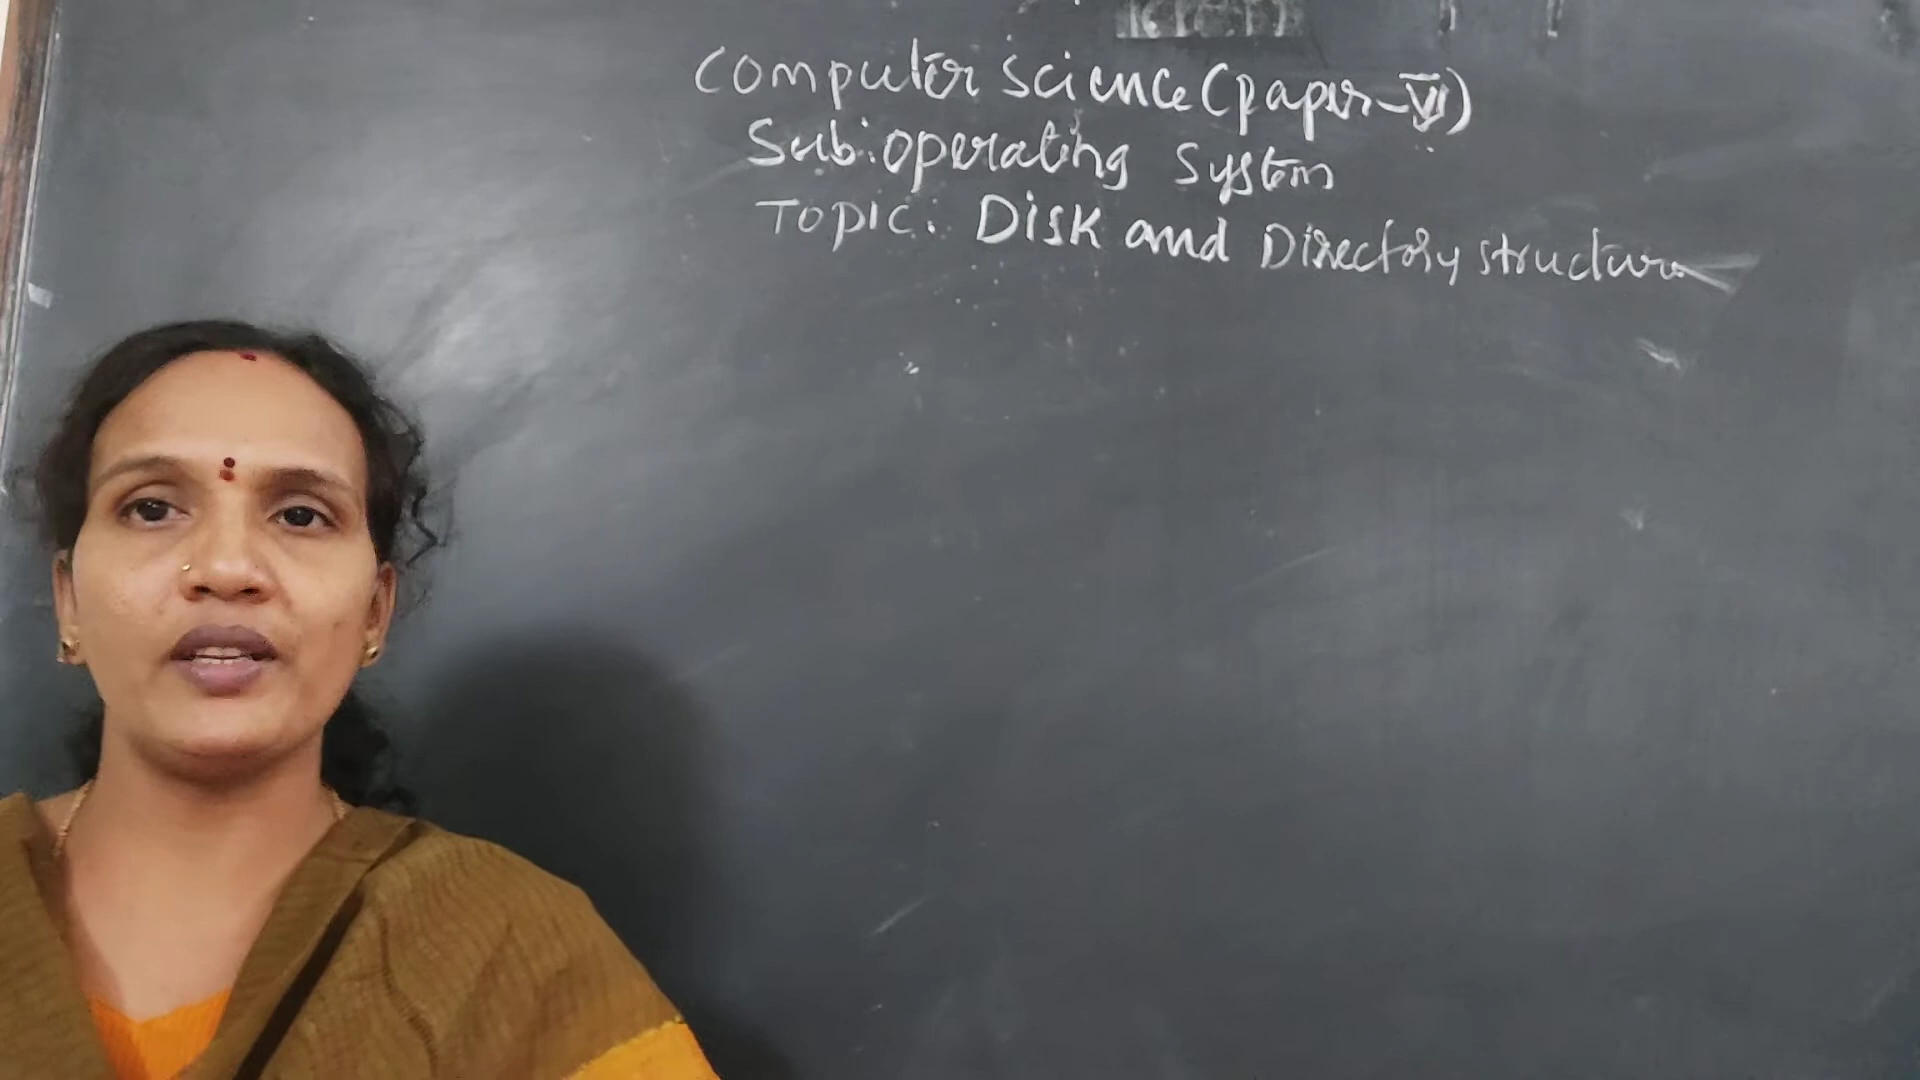 Computer Science (paper-VI)
Sub: operating System
Topic: Disk and Directory structure